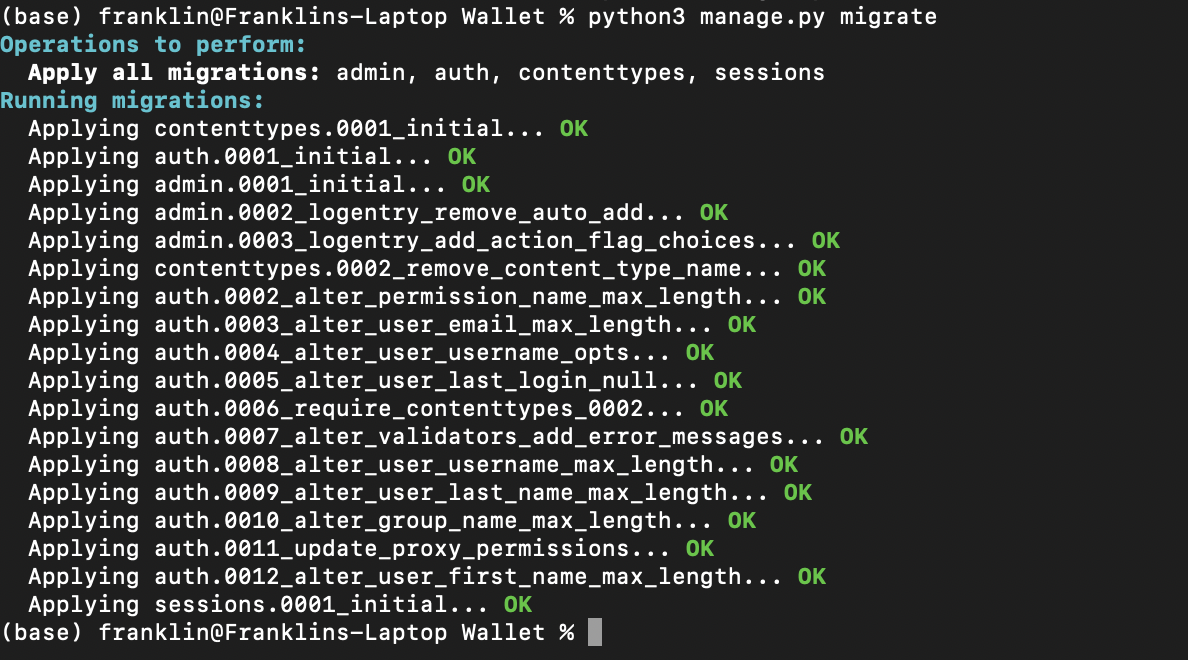 (base) franklin@Franklins-Laptop Wallet % python3 manage.py migrate
Operations to perform:
  Apply all migrations: admin, auth, contenttypes, sessions
Running migrations:
  Applying contenttypes.0001_initial... OK
  Applying auth.0001_initial... OK
  Applying admin.0001_initial... OK
  Applying admin.0002_logentry_remove_auto_add... OK
  Applying admin.0003_logentry_add_action_flag_choices... OK
  Applying contenttypes.0002_remove_content_type_name... OK
  Applying auth.0002_alter_permission_name_max_length... OK
  Applying auth.0003_alter_user_email_max_length... OK
  Applying auth.0004_alter_user_username_opts... OK
  Applying auth.0005_alter_user_last_login_null... OK
  Applying auth.0006_require_contenttypes_0002... OK
  Applying auth.0007_alter_validators_add_error_messages... OK
  Applying auth.0008_alter_user_username_max_length... OK
  Applying auth.0009_alter_user_last_name_max_length... OK
  Applying auth.0010_alter_group_name_max_length... OK
  Applying auth.0011_update_proxy_permissions... OK
  Applying auth.0012_alter_user_first_name_max_length... OK
  Applying sessions.0001_initial... OK
(base) franklin@Franklins-Laptop Wallet %